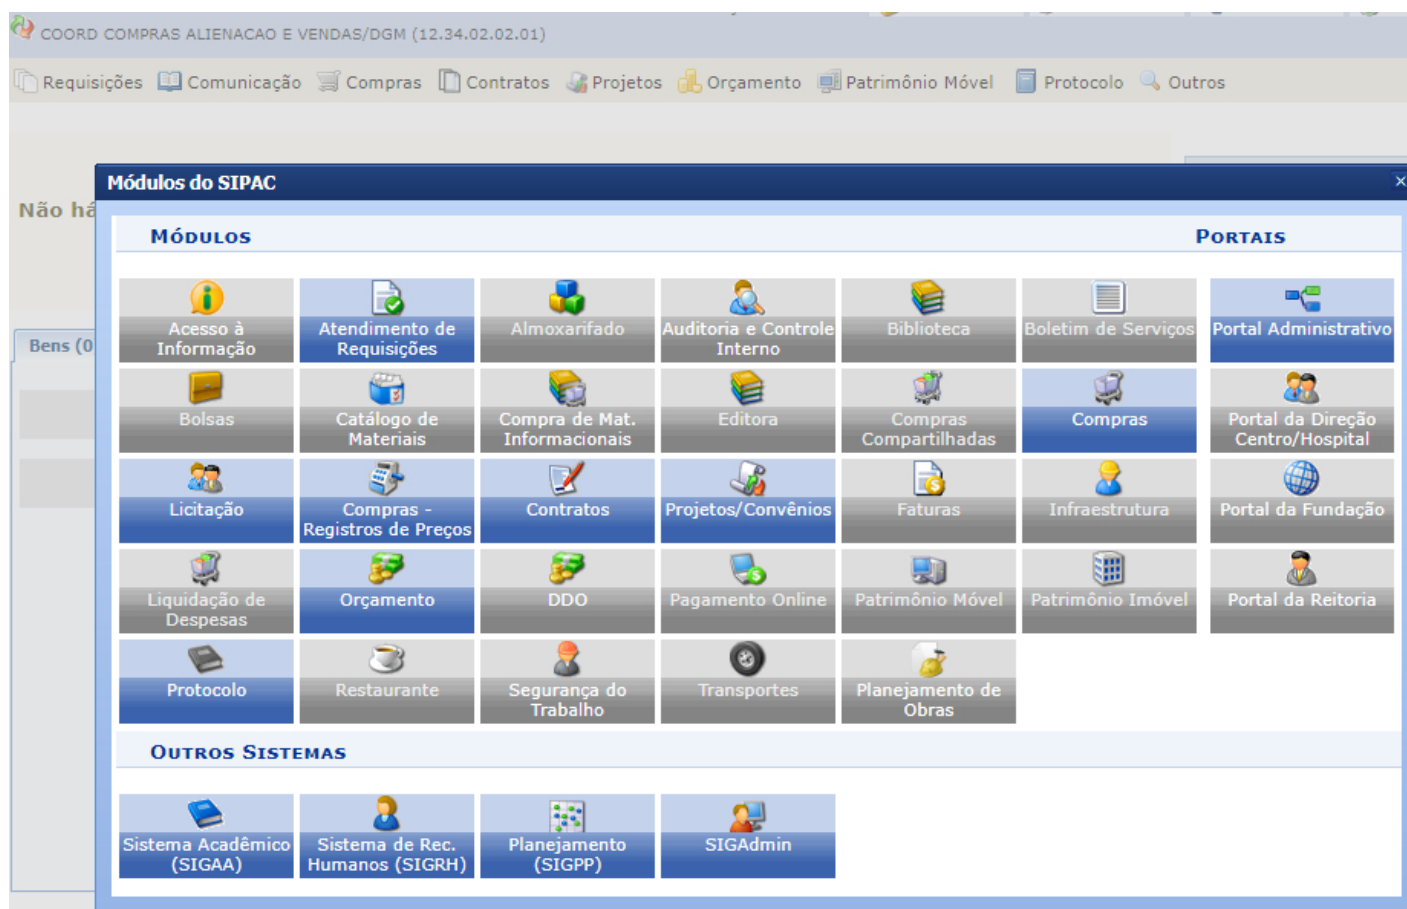 COORD COMPRAS ALIENACAO E VENDAS/DGM (12.34.02.02.01)
Requisições Comunicação Compras Contratos Projetos Orçamento Patrimônio Móvel Protocolo Outros
Módulos do SIPAC
Não há
MÓDULOS PORTAIS
Acesso à Informação
Atendimento de Requisições
Almoxarifado
Auditoria e Controle Interno
Biblioteca
Boletim de Serviços
Portal Administrativo
Bens (0
Bolsas
Catálogo de Materiais
Compra de Mat. Informacionais
Editora
Compras Compartilhadas
Compras
Portal da Direção Centro/Hospital
Licitação
Compras - Registros de Preços
Contratos
Projetos/Convênios
Faturas
Infraestrutura
Portal da Fundação
Liquidação de Despesas
Orçamento
DDO
Pagamento Online
Patrimônio Móvel
Patrimônio Imóvel
Portal da Reitoria
Protocolo
Restaurante
Segurança do Trabalho
Transportes
Planejamento de Obras
OUTROS SISTEMAS
Sistema Acadêmico (SIGAA)
Sistema de Rec. Humanos (SIGRH)
Planejamento (SIGPP)
SIGAdmin